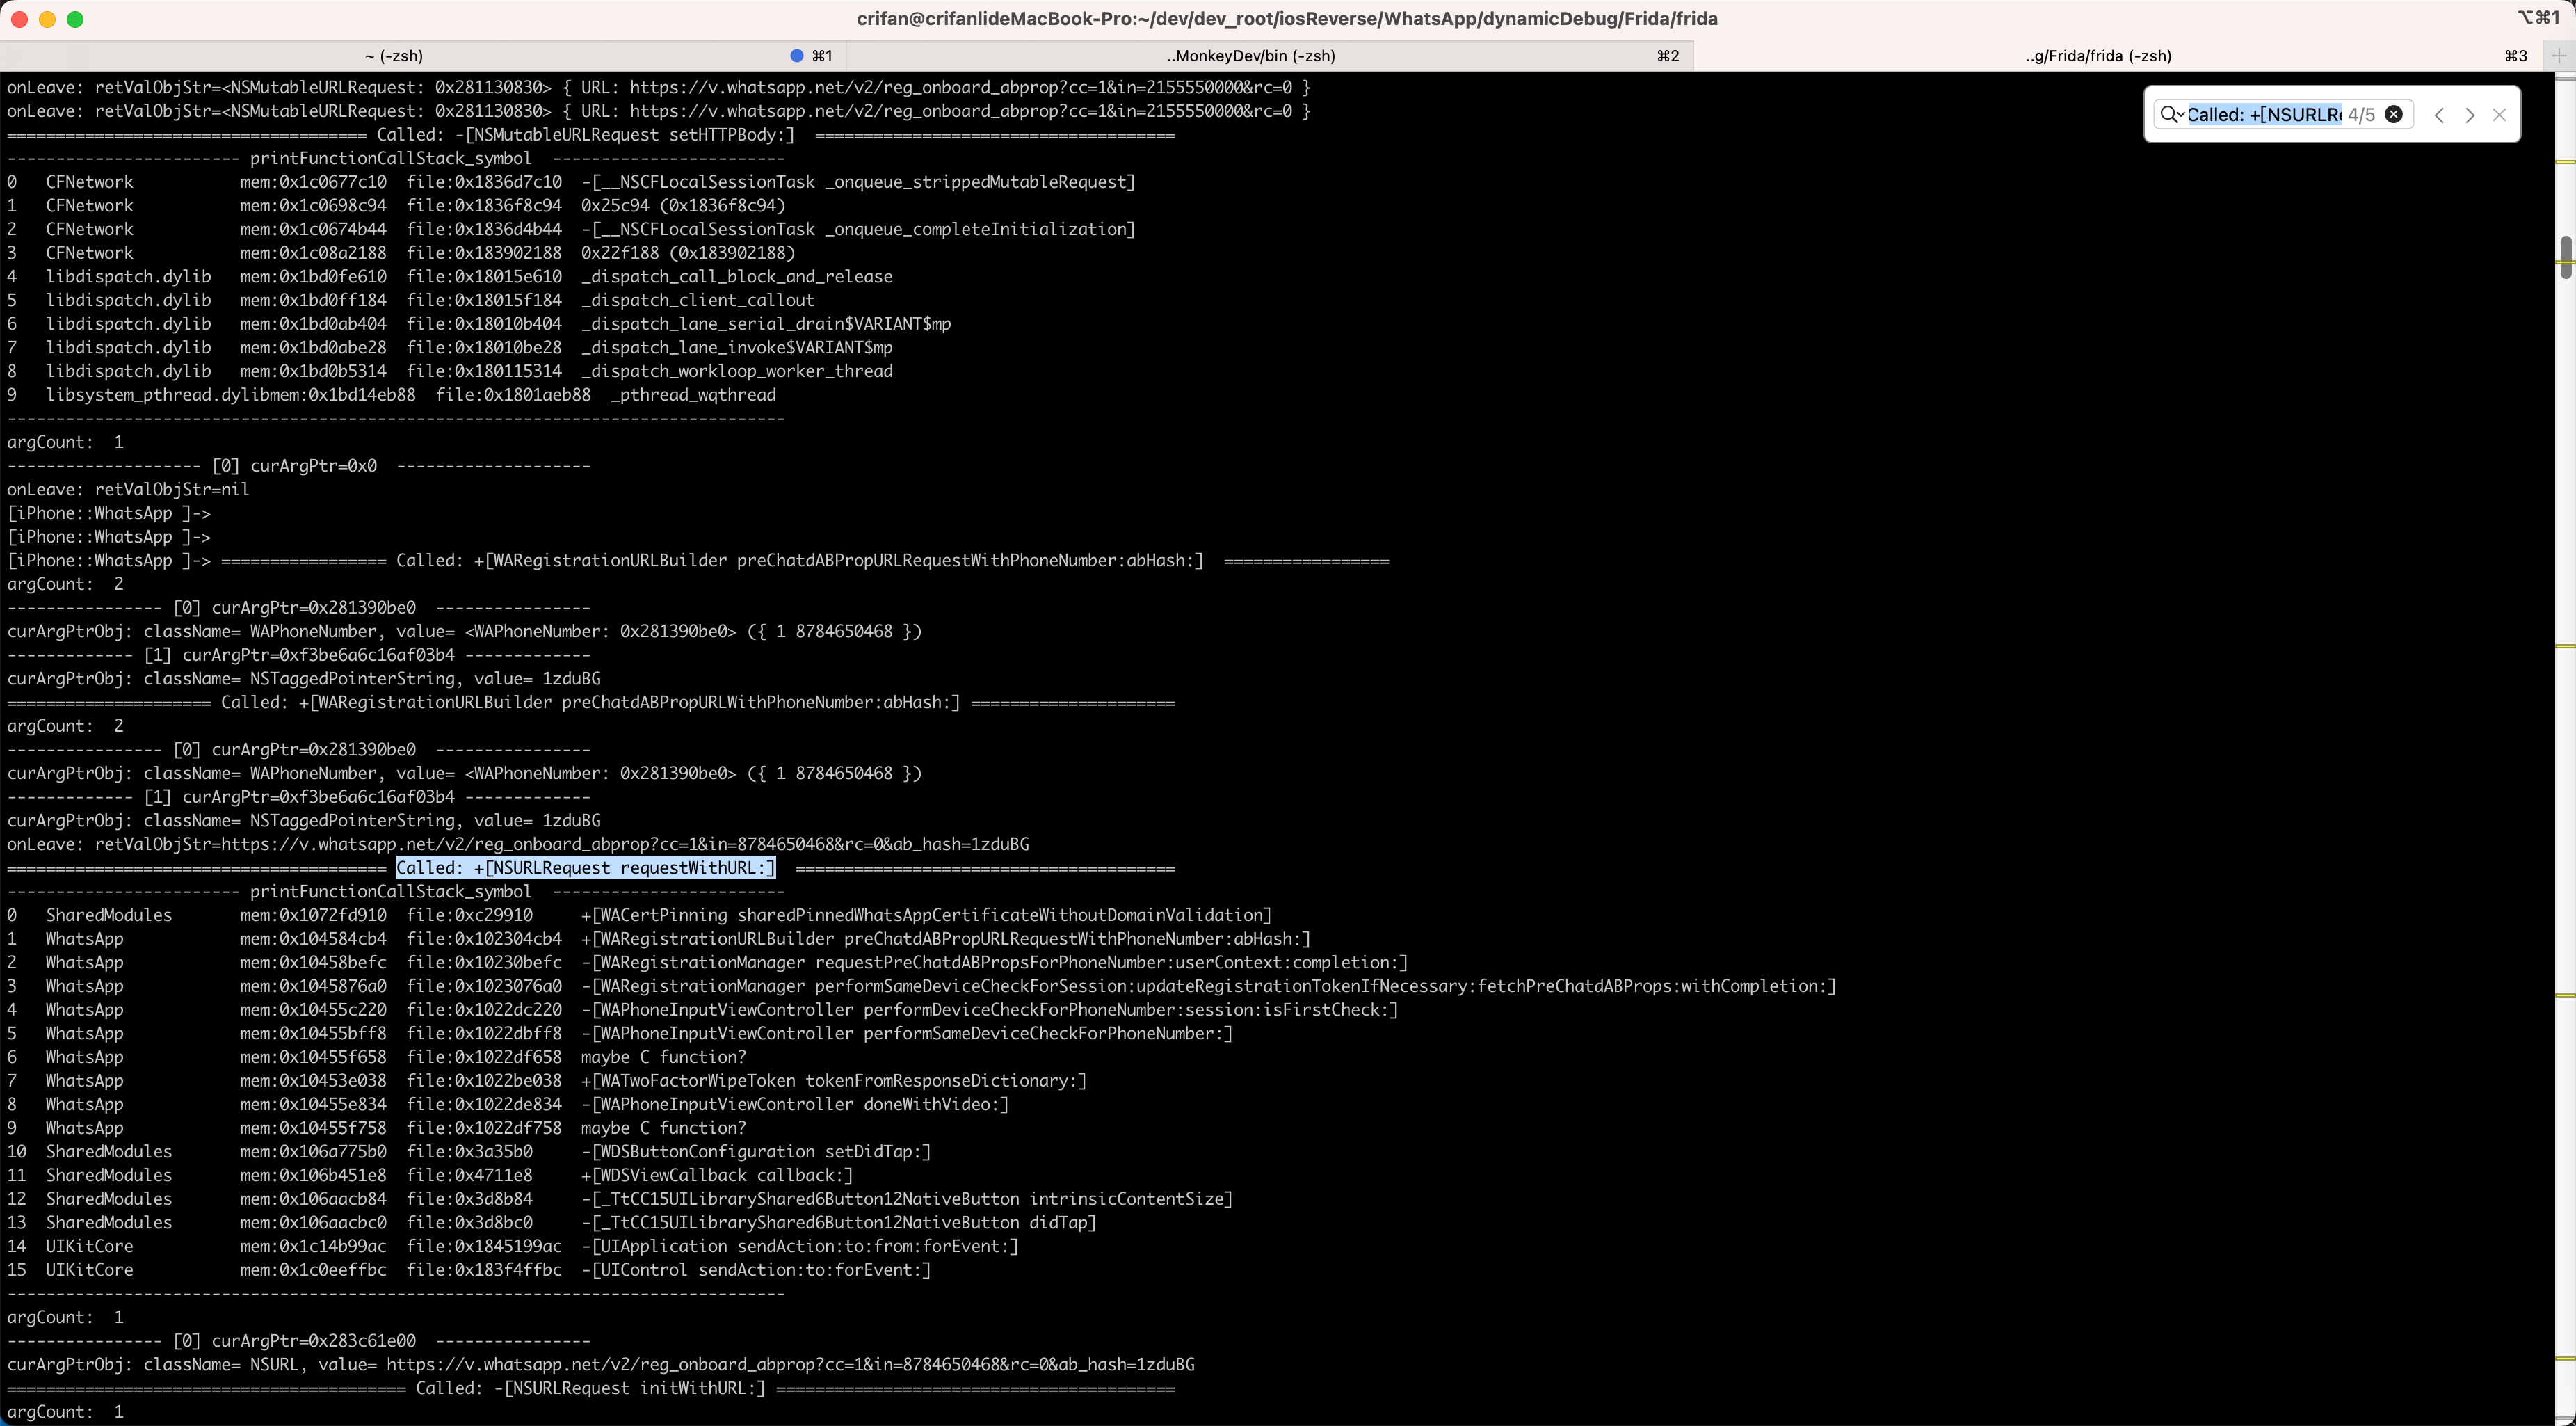 crifan@crifanlideMacBook-Pro:~/dev/dev_root/iosReverse/WhatsApp/dynamicDebug/Frida/frida ⌥⌘1
~ (-zsh) ⌘1 ..MonkeyDev/bin (-zsh) ⌘2 ..g/Frida/frida (-zsh) ⌘3
Called: +[NSURLRe 4/5
onLeave: retValObjStr=<NSMutableURLRequest: 0x281130830> { URL: https://v.whatsapp.net/v2/reg_onboard_abprop?cc=1&in=2155550000&rc=0 }
onLeave: retValObjStr=<NSMutableURLRequest: 0x281130830> { URL: https://v.whatsapp.net/v2/reg_onboard_abprop?cc=1&in=2155550000&rc=0 }
===================================== Called: -[NSMutableURLRequest setHTTPBody:]  =====================================
------------------------ printFunctionCallStack_symbol  ------------------------
0   CFNetwork           mem:0x1c0677c10  file:0x1836d7c10  -[__NSCFLocalSessionTask _onqueue_strippedMutableRequest]
1   CFNetwork           mem:0x1c0698c94  file:0x1836f8c94  0x25c94 (0x1836f8c94)
2   CFNetwork           mem:0x1c0674b44  file:0x1836d4b44  -[__NSCFLocalSessionTask _onqueue_completeInitialization]
3   CFNetwork           mem:0x1c08a2188  file:0x183902188  0x22f188 (0x183902188)
4   libdispatch.dylib   mem:0x1bd0fe610  file:0x18015e610  _dispatch_call_block_and_release
5   libdispatch.dylib   mem:0x1bd0ff184  file:0x18015f184  _dispatch_client_callout
6   libdispatch.dylib   mem:0x1bd0ab404  file:0x18010b404  _dispatch_lane_serial_drain$VARIANT$mp
7   libdispatch.dylib   mem:0x1bd0abe28  file:0x18010be28  _dispatch_lane_invoke$VARIANT$mp
8   libdispatch.dylib   mem:0x1bd0b5314  file:0x180115314  _dispatch_workloop_worker_thread
9   libsystem_pthread.dylibmem:0x1bd14eb88  file:0x1801aeb88  _pthread_wqthread
--------------------------------------------------------------------------------
argCount:  1
-------------------- [0] curArgPtr=0x0  --------------------
onLeave: retValObjStr=nil
[iPhone::WhatsApp ]->
[iPhone::WhatsApp ]->
[iPhone::WhatsApp ]-> ================= Called: +[WARegistrationURLBuilder preChatdABPropURLRequestWithPhoneNumber:abHash:]  =================
argCount:  2
---------------- [0] curArgPtr=0x281390be0  ----------------
curArgPtrObj: className= WAPhoneNumber, value= <WAPhoneNumber: 0x281390be0> ({ 1 8784650468 })
------------- [1] curArgPtr=0xf3be6a6c16af03b4 -------------
curArgPtrObj: className= NSTaggedPointerString, value= 1zduBG
===================== Called: +[WARegistrationURLBuilder preChatdABPropURLWithPhoneNumber:abHash:] =====================
argCount:  2
---------------- [0] curArgPtr=0x281390be0  ----------------
curArgPtrObj: className= WAPhoneNumber, value= <WAPhoneNumber: 0x281390be0> ({ 1 8784650468 })
------------- [1] curArgPtr=0xf3be6a6c16af03b4 -------------
curArgPtrObj: className= NSTaggedPointerString, value= 1zduBG
onLeave: retValObjStr=https://v.whatsapp.net/v2/reg_onboard_abprop?cc=1&in=8784650468&rc=0&ab_hash=1zduBG
======================================= Called: +[NSURLRequest requestWithURL:]  =======================================
------------------------ printFunctionCallStack_symbol  ------------------------
0   SharedModules       mem:0x1072fd910  file:0xc29910     +[WACertPinning sharedPinnedWhatsAppCertificateWithoutDomainValidation]
1   WhatsApp            mem:0x104584cb4  file:0x102304cb4  +[WARegistrationURLBuilder preChatdABPropURLRequestWithPhoneNumber:abHash:]
2   WhatsApp            mem:0x10458befc  file:0x10230befc  -[WARegistrationManager requestPreChatdABPropsForPhoneNumber:userContext:completion:]
3   WhatsApp            mem:0x1045876a0  file:0x1023076a0  -[WARegistrationManager performSameDeviceCheckForSession:updateRegistrationTokenIfNecessary:fetchPreChatdABProps:withCompletion:]
4   WhatsApp            mem:0x10455c220  file:0x1022dc220  -[WAPhoneInputViewController performDeviceCheckForPhoneNumber:session:isFirstCheck:]
5   WhatsApp            mem:0x10455bff8  file:0x1022dbff8  -[WAPhoneInputViewController performSameDeviceCheckForPhoneNumber:]
6   WhatsApp            mem:0x10455f658  file:0x1022df658  maybe C function?
7   WhatsApp            mem:0x10453e038  file:0x1022be038  +[WATwoFactorWipeToken tokenFromResponseDictionary:]
8   WhatsApp            mem:0x10455e834  file:0x1022de834  -[WAPhoneInputViewController doneWithVideo:]
9   WhatsApp            mem:0x10455f758  file:0x1022df758  maybe C function?
10  SharedModules       mem:0x106a775b0  file:0x3a35b0     -[WDSButtonConfiguration setDidTap:]
11  SharedModules       mem:0x106b451e8  file:0x4711e8     +[WDSViewCallback callback:]
12  SharedModules       mem:0x106aacb84  file:0x3d8b84     -[_TtCC15UILibraryShared6Button12NativeButton intrinsicContentSize]
13  SharedModules       mem:0x106aacbc0  file:0x3d8bc0     -[_TtCC15UILibraryShared6Button12NativeButton didTap]
14  UIKitCore           mem:0x1c14b99ac  file:0x1845199ac  -[UIApplication sendAction:to:from:forEvent:]
15  UIKitCore           mem:0x1c0eeffbc  file:0x183f4ffbc  -[UIControl sendAction:to:forEvent:]
--------------------------------------------------------------------------------
argCount:  1
---------------- [0] curArgPtr=0x283c61e00  ----------------
curArgPtrObj: className= NSURL, value= https://v.whatsapp.net/v2/reg_onboard_abprop?cc=1&in=8784650468&rc=0&ab_hash=1zduBG
========================================= Called: -[NSURLRequest initWithURL:] =========================================
argCount:  1